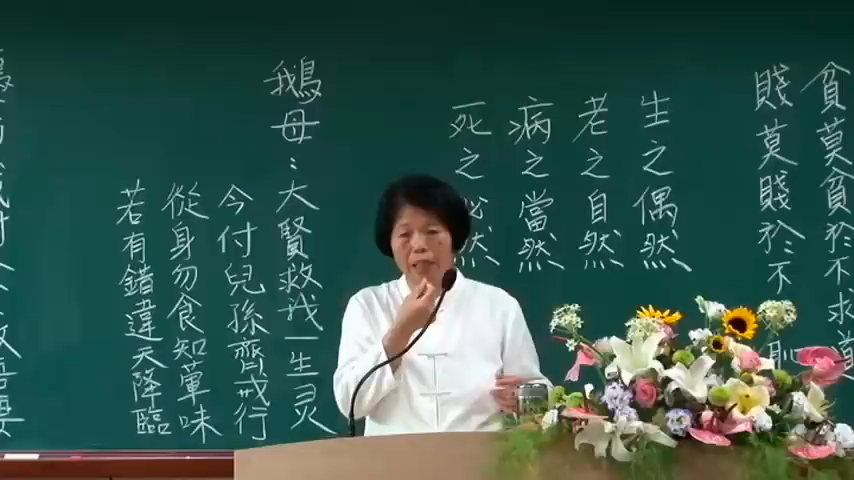 貧莫貧於不求道
賤莫賤於不
生之偶然
老之自然
病之當然
死之必然
鵝母：大賢救我一生灵
今付兒孫齊戒行
從身勿食知葷味
若有錯違天降臨